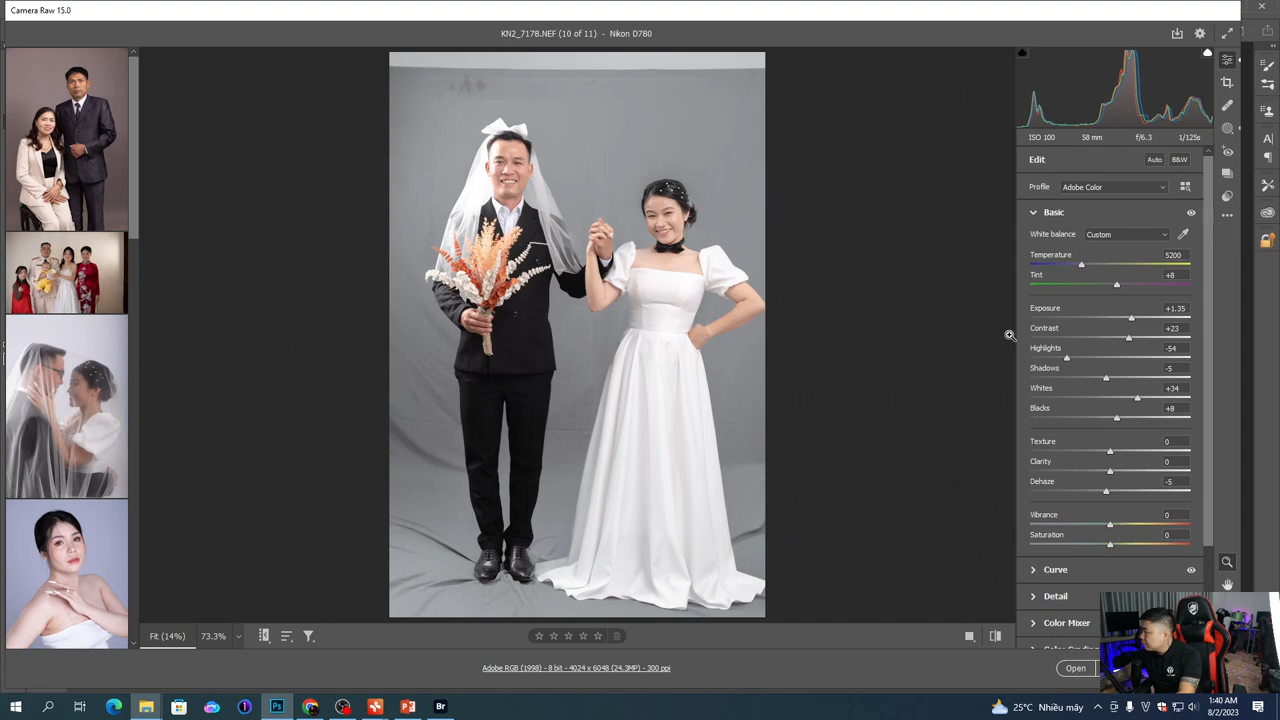 Camera Raw 15.0
KN2_7178.NEF (10 of 11) - Nikon D780
ISO 100 58 mm f/6.3 1/125s
Edit Auto B&W
Profile Adobe Color
Basic
White balance Custom
Temperature 5200
Tint +8
Exposure +1.35
Contrast +23
Highlights -54
Shadows -5
Whites +34
Blacks +8
Texture 0
Clarity 0
Dehaze -5
Vibrance 0
Saturation 0
Curve
Detail
Color Mixer
Fit (14%) 73.3%
Adobe RGB (1998) - 8 bit - 4024 x 6048 (24.3MP) - 300 ppi
Open
Ps
Br
25°C Nhiều mây
1:40 AM
8/2/2023